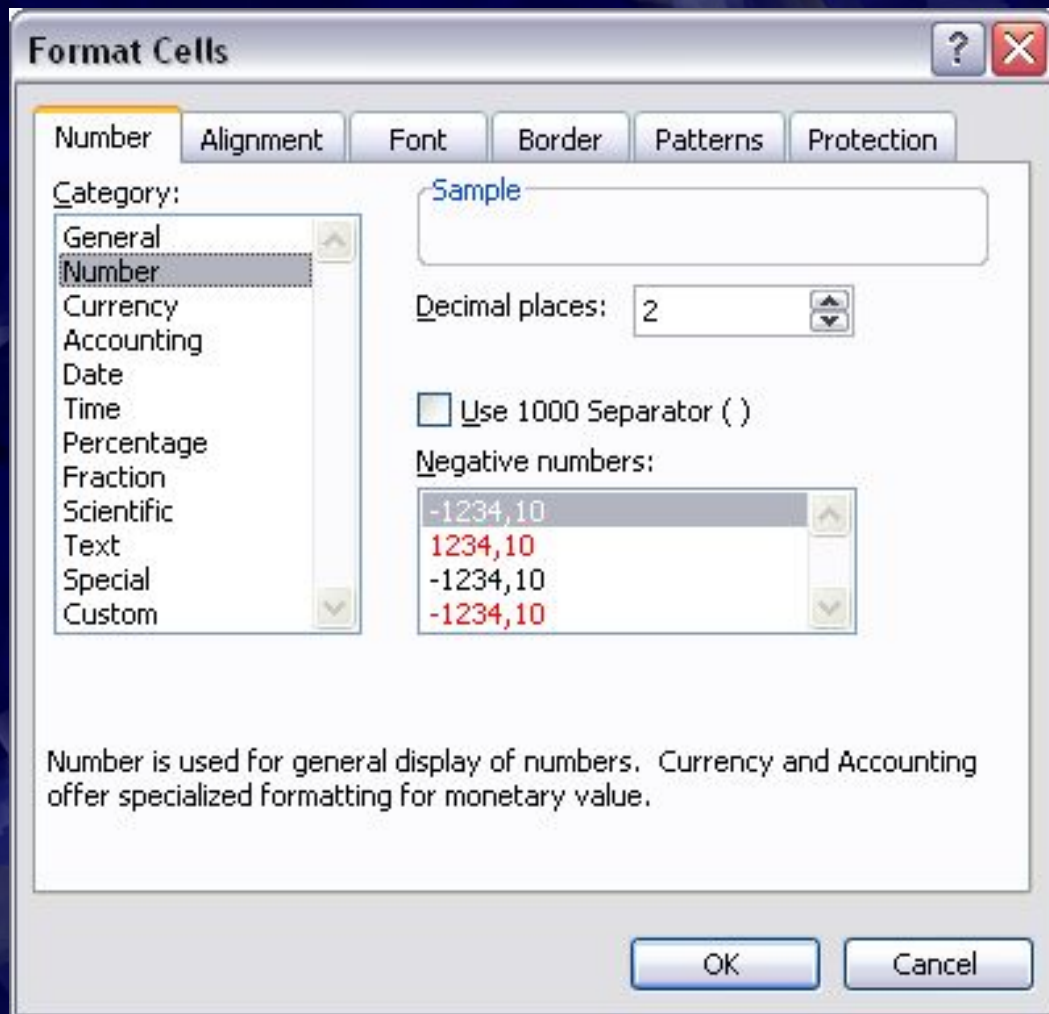 Format Cells
?
Number Alignment Font Border Patterns Protection
Category:
General
Number
Currency
Accounting
Date
Time
Percentage
Fraction
Scientific
Text
Special
Custom
Sample
Decimal places: 2
Use 1000 Separator ( )
Negative numbers:
-1234,10
1234,10
-1234,10
-1234,10
Number is used for general display of numbers. Currency and Accounting
offer specialized formatting for monetary value.
OK Cancel